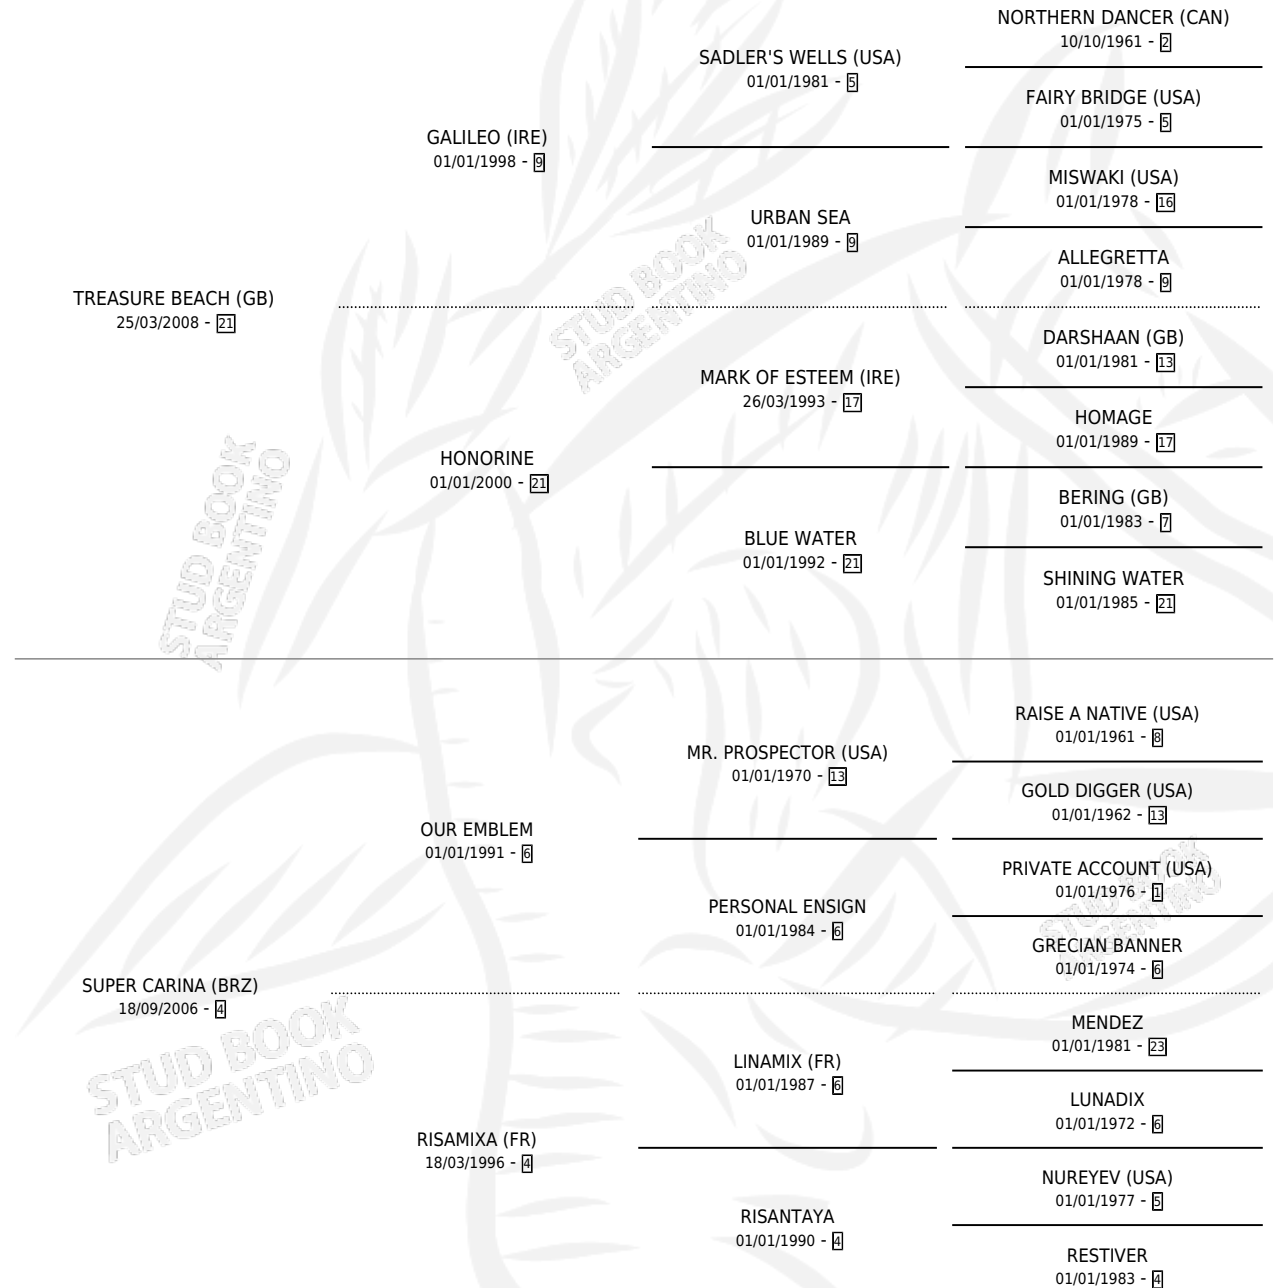 NORTHERN DANCER (CAN)
10/10/1961 - 2
SADLER'S WELLS (USA)
01/01/1981 - 5
FAIRY BRIDGE (USA)
01/01/1975 - 5
GALILEO (IRE)
01/01/1998 - 9
MISWAKI (USA)
01/01/1978 - 16
URBAN SEA
01/01/1989 - 9
ALLEGRETTA
01/01/1978 - 9
TREASURE BEACH (GB)
25/03/2008 - 21
STUD BOOK
ARGENTINO
DARSHAAN (GB)
01/01/1981 - 13
MARK OF ESTEEM (IRE)
26/03/1993 - 17
HOMAGE
01/01/1989 - 17
HONORINE
01/01/2000 - 21
BERING (GB)
01/01/1983 - 7
BLUE WATER
01/01/1992 - 21
SHINING WATER
01/01/1985 - 21
STUD BOOK
ARGENTINO
RAISE A NATIVE (USA)
01/01/1961 - 8
MR. PROSPECTOR (USA)
01/01/1970 - 13
GOLD DIGGER (USA)
01/01/1962 - 13
OUR EMBLEM
01/01/1991 - 6
PRIVATE ACCOUNT (USA)
01/01/1976 - 1
PERSONAL ENSIGN
01/01/1984 - 6
STUD BOOK
ARGENTINO
GRECIAN BANNER
01/01/1974 - 6
SUPER CARINA (BRZ)
18/09/2006 - 4
STUD BOOK
ARGENTINO
MENDEZ
01/01/1981 - 23
LINAMIX (FR)
01/01/1987 - 6
LUNADIX
01/01/1972 - 6
RISAMIXA (FR)
18/03/1996 - 4
NUREYEV (USA)
01/01/1977 - 5
RISANTAYA
01/01/1990 - 4
RESTIVER
01/01/1983 - 4